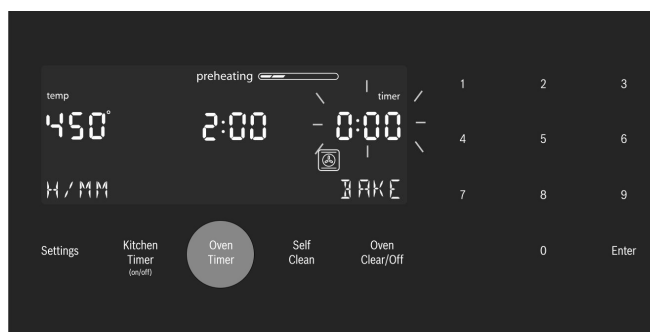 preheating
temp
timer
450°
2:00
0:00
H/MM
BAKE
1 2 3
4 5 6
7 8 9
0 Enter
Settings
Kitchen
Timer
(on/off)
Oven
Timer
Self
Clean
Oven
Clear/Off